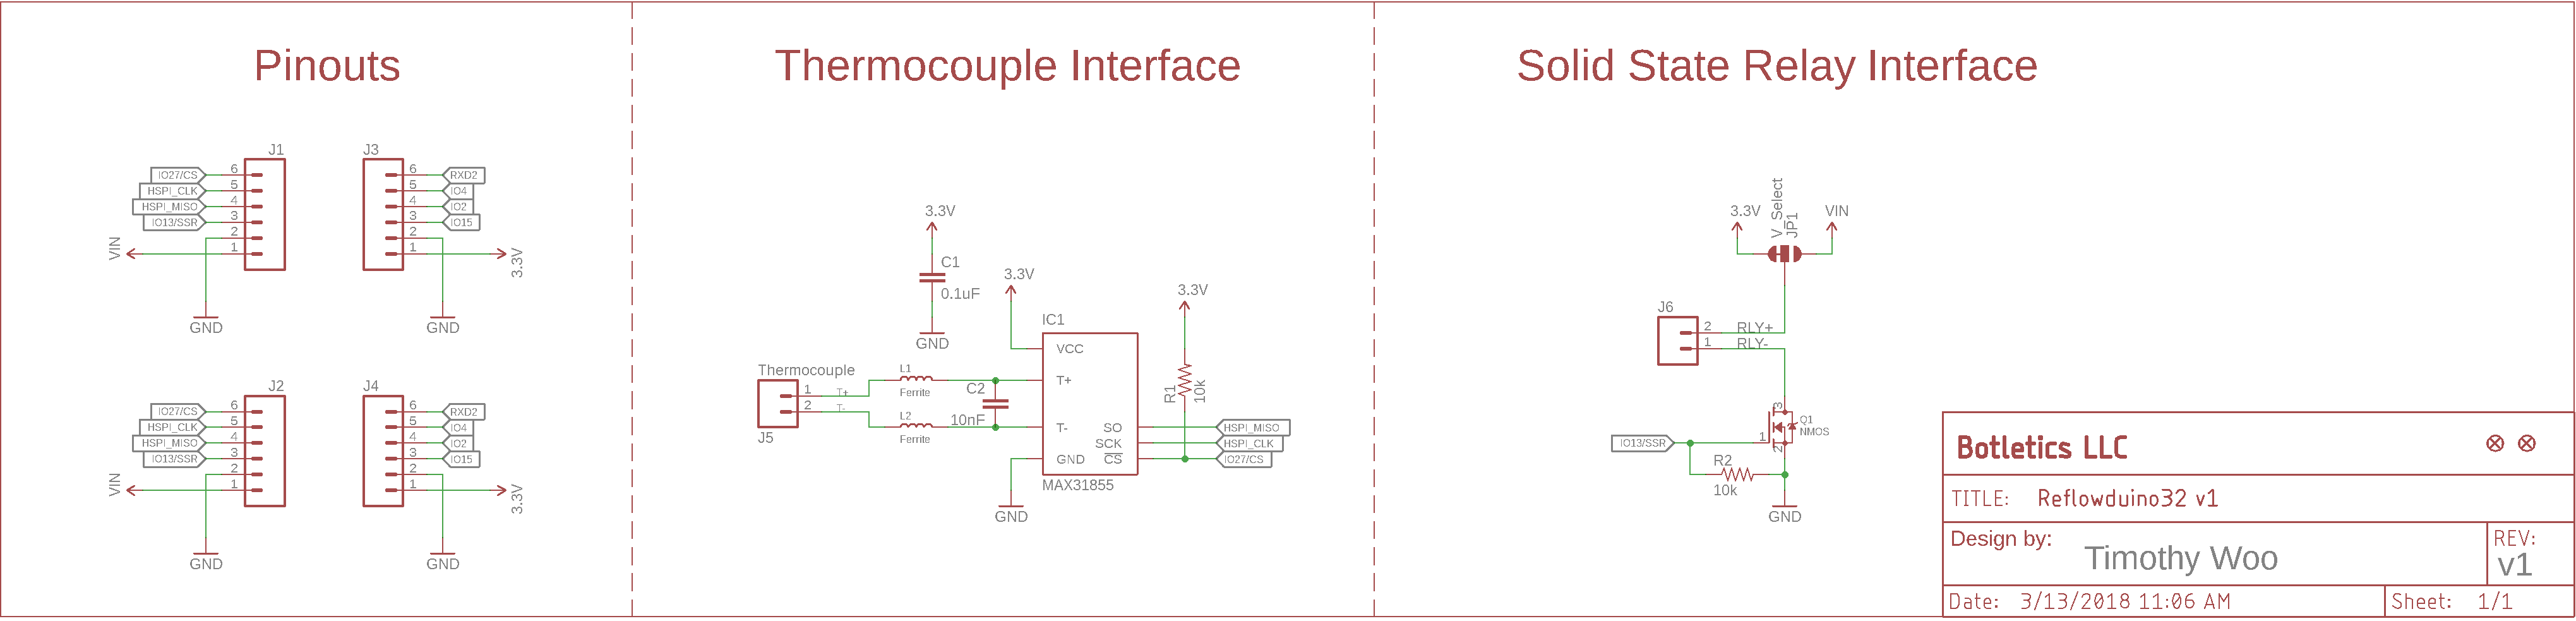 Pinouts
Thermocouple Interface
Solid State Relay Interface
J1
IO27/CS 6
HSPI_CLK 5
HSPI_MISO 4
IO13/SSR 3
2
1
VIN
GND
J3
6 RXD2
5 IO4
4 IO2
3 IO15
2
1
3.3V
GND
J2
IO27/CS 6
HSPI_CLK 5
HSPI_MISO 4
IO13/SSR 3
2
1
VIN
GND
J4
6 RXD2
5 IO4
4 IO2
3 IO15
2
1
3.3V
GND
3.3V
C1
0.1uF
GND
3.3V
IC1
VCC
T+
T-
GND
SO
SCK
CS
MAX31855
GND
Thermocouple
1 T+
2 T-
J5
L1
Ferrite
L2
Ferrite
C2
10nF
3.3V
R1
10k
HSPI_MISO
HSPI_CLK
IO27/CS
3.3V
V_Select
JP1
VIN
J6
2 RLY+
1 RLY-
3
Q1
NMOS
1
2
IO13/SSR
R2
10k
GND
Botletics LLC
TITLE: Reflowduino32 v1
Design by: Timothy Woo
REV:
v1
Date: 3/13/2018 11:06 AM
Sheet: 1/1